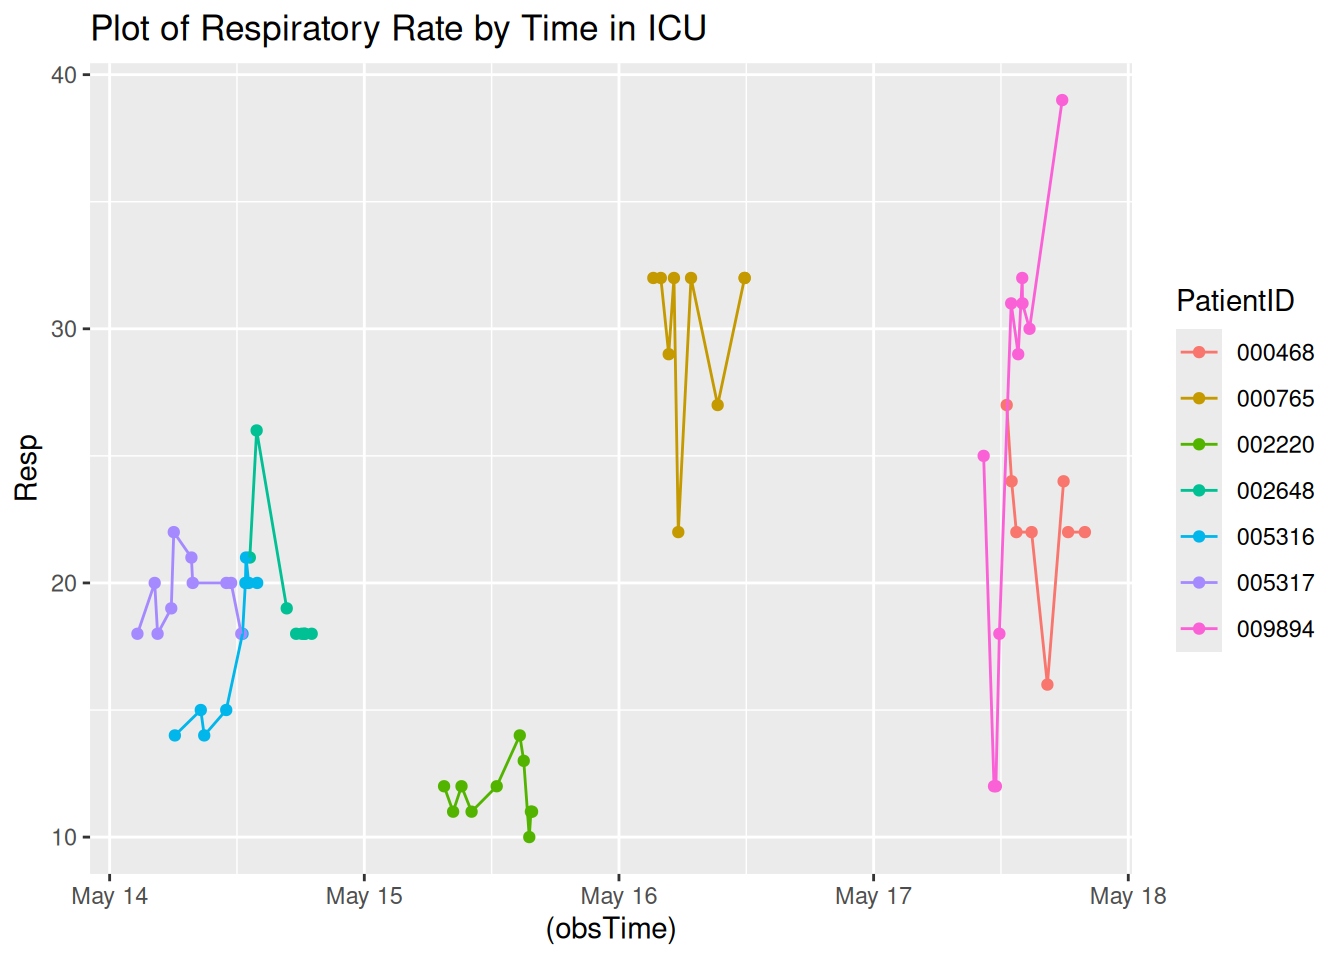 Plot of Respiratory Rate by Time in ICU
40
30
20
10
Resp
May 14 May 15 May 16 May 17 May 18
(obsTime)
PatientID
000468
000765
002220
002648
005316
005317
009894